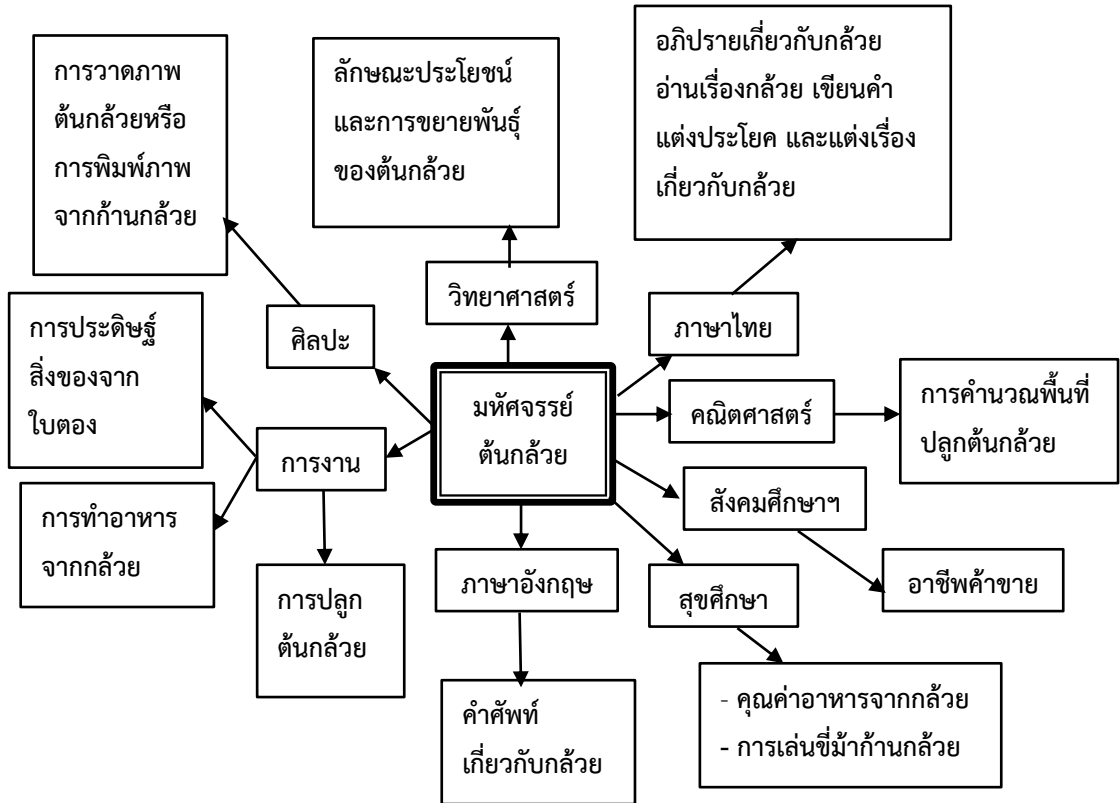 การวาดภาพ
ต้นกล้วยหรือ
การพิมพ์ภาพ
จากก้านกล้วย
ลักษณะประโยชน์
และการขยายพันธุ์
ของต้นกล้วย
อภิปรายเกี่ยวกับกล้วย
อ่านเรื่องกล้วย เขียนคำ
แต่งประโยค และแต่งเรื่อง
เกี่ยวกับกล้วย
วิทยาศาสตร์
ศิลปะ
ภาษาไทย
การประดิษฐ์
สิ่งของจาก
ใบตอง
มหัศจรรย์
ต้นกล้วย
คณิตศาสตร์
การคำนวณพื้นที่
ปลูกต้นกล้วย
การงาน
สังคมศึกษาฯ
การทำอาหาร
จากกล้วย
ภาษาอังกฤษ
สุขศึกษา
อาชีพค้าขาย
การปลูก
ต้นกล้วย
คำศัพท์
เกี่ยวกับกล้วย
- คุณค่าอาหารจากกล้วย
- การเล่นขี่ม้าก้านกล้วย